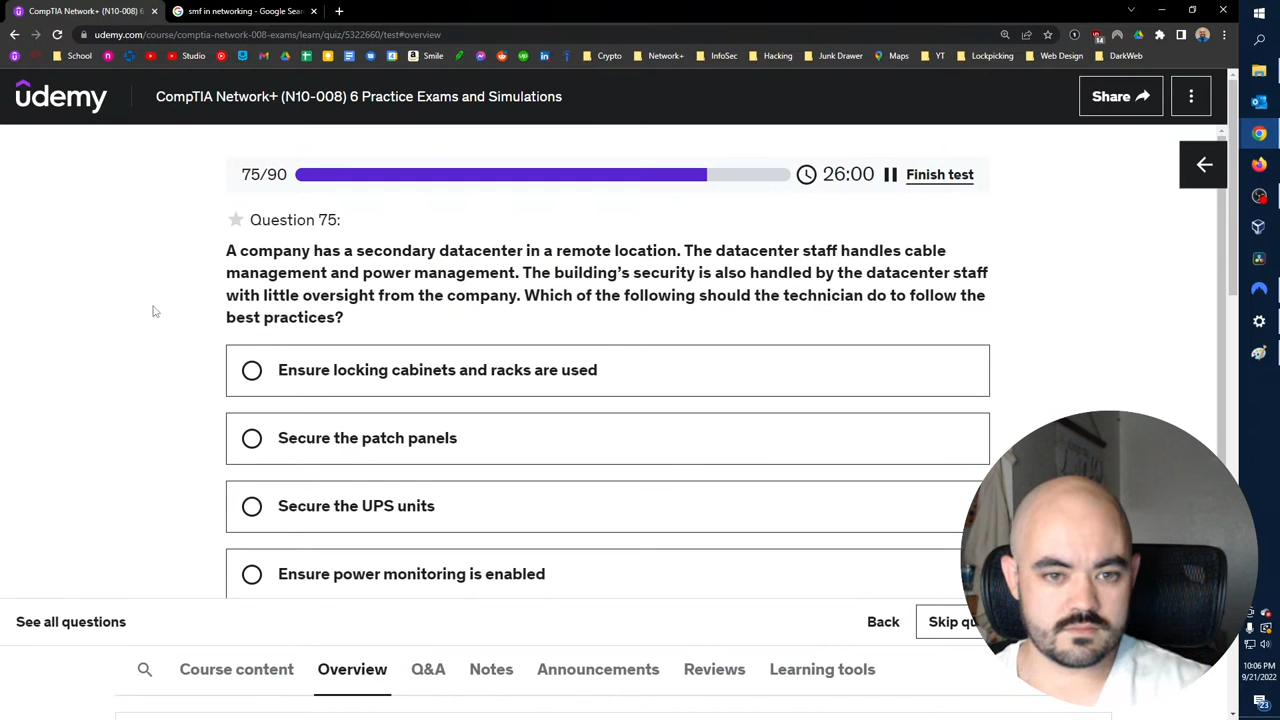 CompTIA Network+ (N10-008) 6
smf in networking - Google Sear
udemy.com/course/comptia-network-008-exams/learn/quiz/5322660/test#overview
School
Studio
Smile
Crypto
Network+
InfoSec
Hacking
Junk Drawer
Maps
YT
Lockpicking
Web Design
DarkWeb
ûdemy
CompTIA Network+ (N10-008) 6 Practice Exams and Simulations
Share
75/90
26:00
Finish test
Question 75:
A company has a secondary datacenter in a remote location. The datacenter staff handles cable
management and power management. The building's security is also handled by the datacenter staff
with little oversight from the company. Which of the following should the technician do to follow the
best practices?
Ensure locking cabinets and racks are used
Secure the patch panels
Secure the UPS units
Ensure power monitoring is enabled
See all questions
Back
Skip qu
Course content
Overview
Q&A
Notes
Announcements
Reviews
Learning tools
10:06 PM
9/21/2022
23